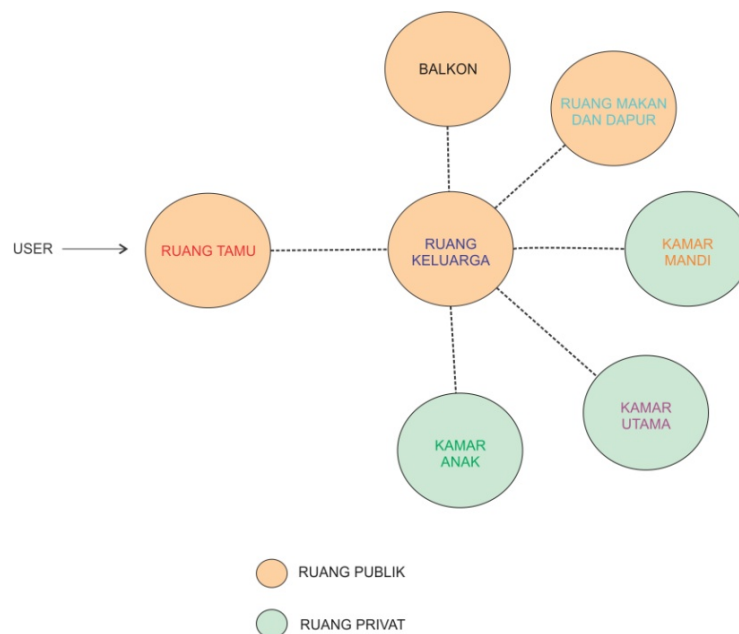 BALKON
RUANG MAKAN
DAN DAPUR
USER
RUANG TAMU
RUANG
KELUARGA
KAMAR
MANDI
KAMAR
UTAMA
KAMAR
ANAK
RUANG PUBLIK
RUANG PRIVAT